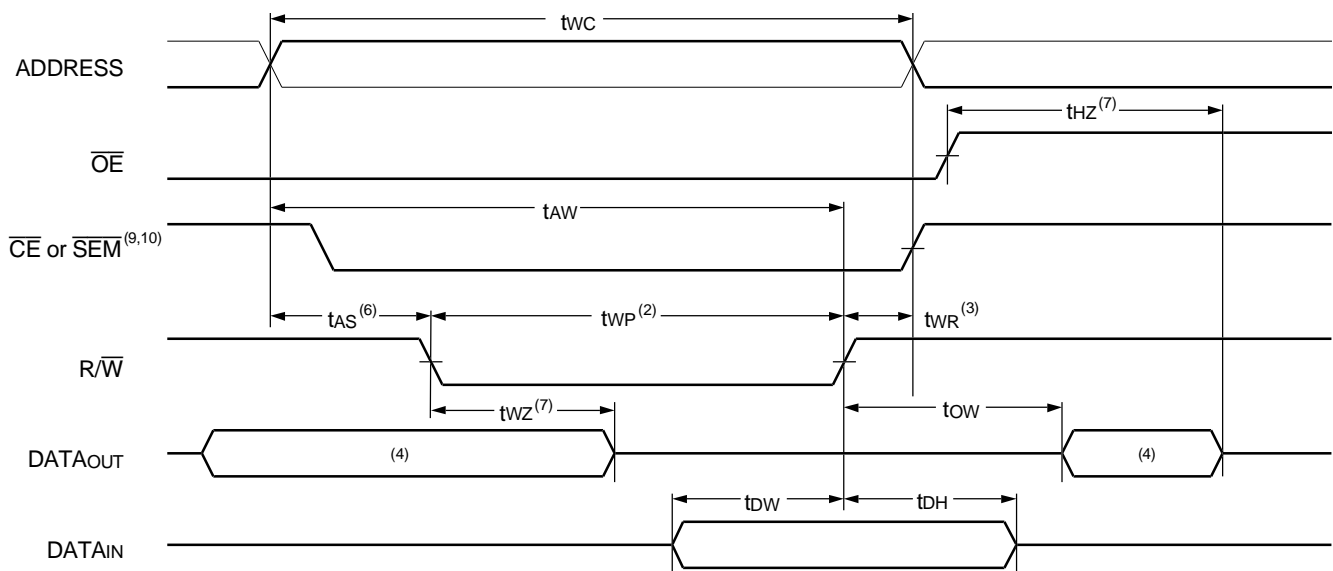 tWC
ADDRESS
tHZ(7)
OE
tAW
CE or SEM(9,10)
tAS(6)
tWP(2)
tWR(3)
R/W
tWZ(7)
tOW
DATAOUT
(4)
(4)
tDW
tDH
DATAIN